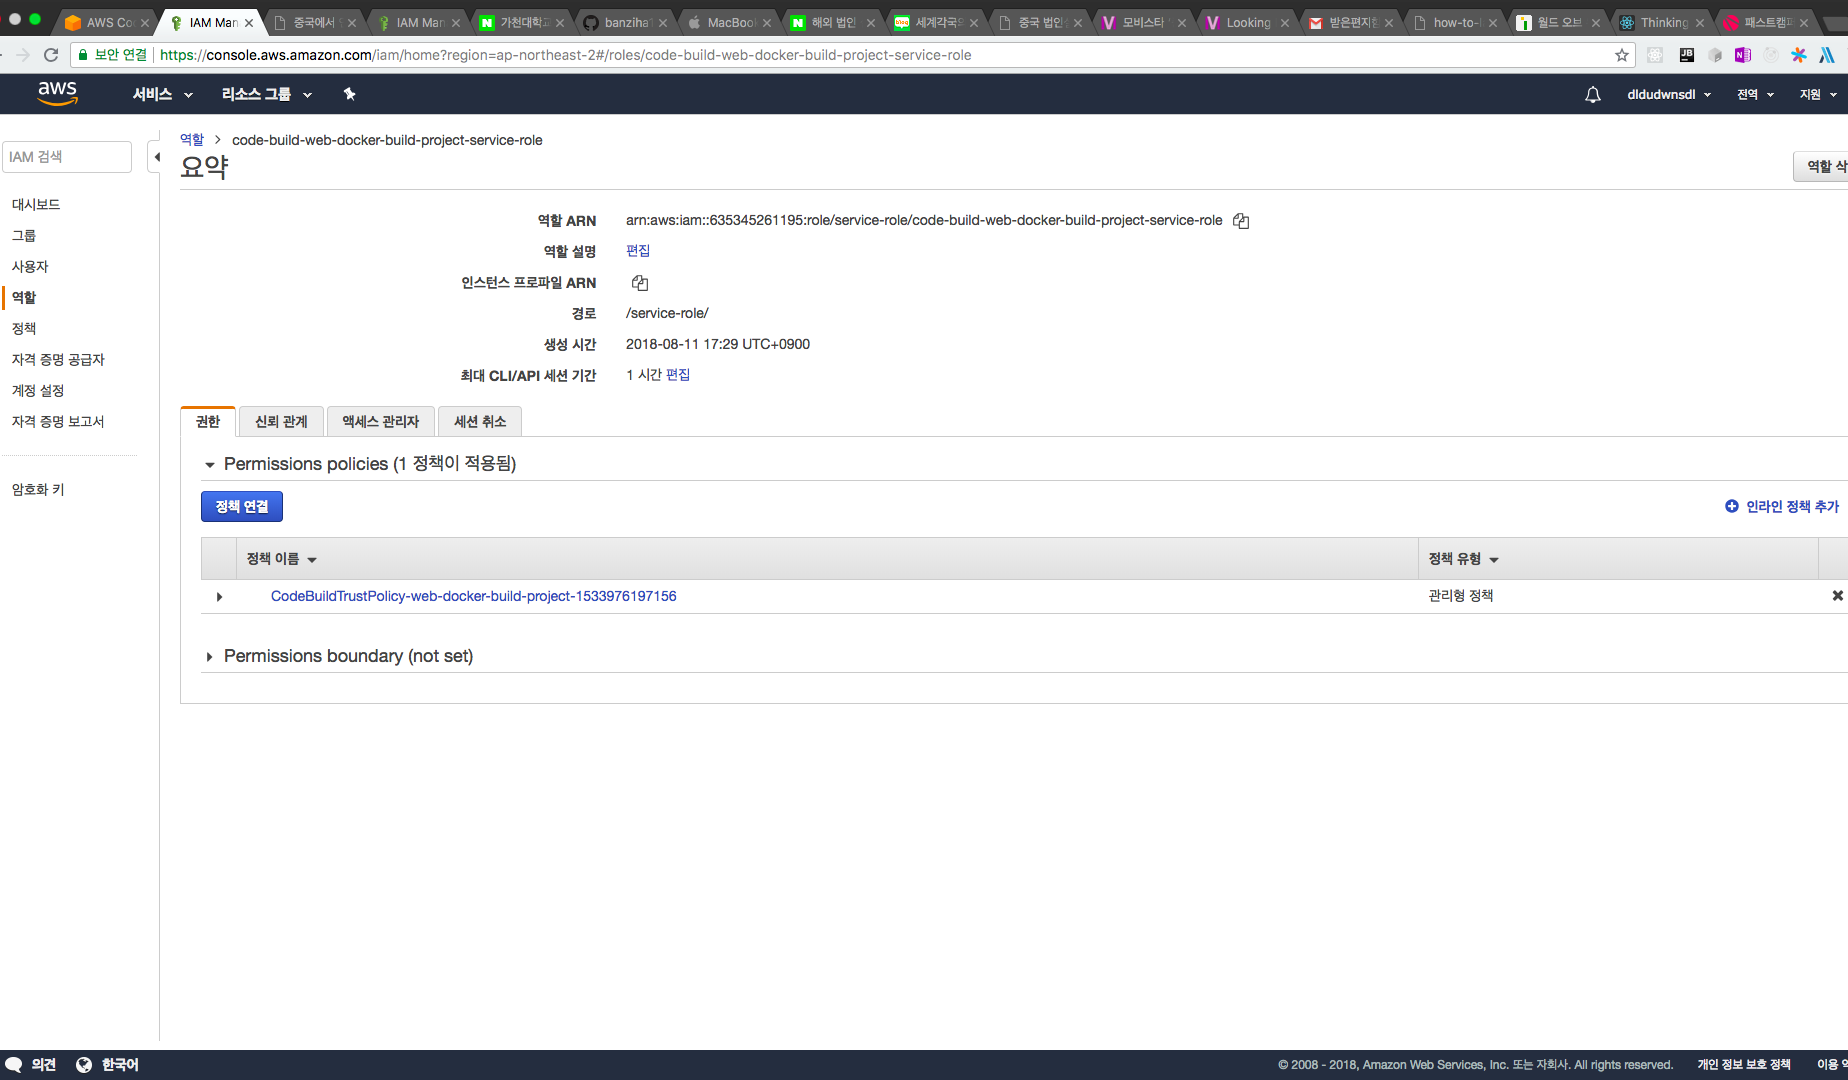 AWS Co
IAM Man
중국에서
IAM Man
가천대학교
banziha
MacBook
해외 법인
세계각국의
중국 법인
모비스타
Looking
받은편지함
how-to-
월드 오브
Thinking
패스트캠퍼
보안 연결
https://console.aws.amazon.com/iam/home?region=ap-northeast-2#/roles/code-build-web-docker-build-project-service-role
aws
서비스
리소스 그룹
dldudwnsdl
전역
지원
IAM 검색
대시보드
그룹
사용자
역할
정책
자격 증명 공급자
계정 설정
자격 증명 보고서
암호화 키
역할 > code-build-web-docker-build-project-service-role
요약
역할 삭
역할 ARN arn:aws:iam::635345261195:role/service-role/code-build-web-docker-build-project-service-role
역할 설명 편집
인스턴스 프로파일 ARN
경로 /service-role/
생성 시간 2018-08-11 17:29 UTC+0900
최대 CLI/API 세션 기간 1 시간 편집
권한
신뢰 관계
액세스 관리자
세션 취소
Permissions policies (1 정책이 적용됨)
정책 연결
인라인 정책 추가
정책 이름
정책 유형
CodeBuildTrustPolicy-web-docker-build-project-1533976197156
관리형 정책
Permissions boundary (not set)
의견
한국어
© 2008 - 2018, Amazon Web Services, Inc. 또는 자회사. All rights reserved.
개인 정보 보호 정책
이용 약